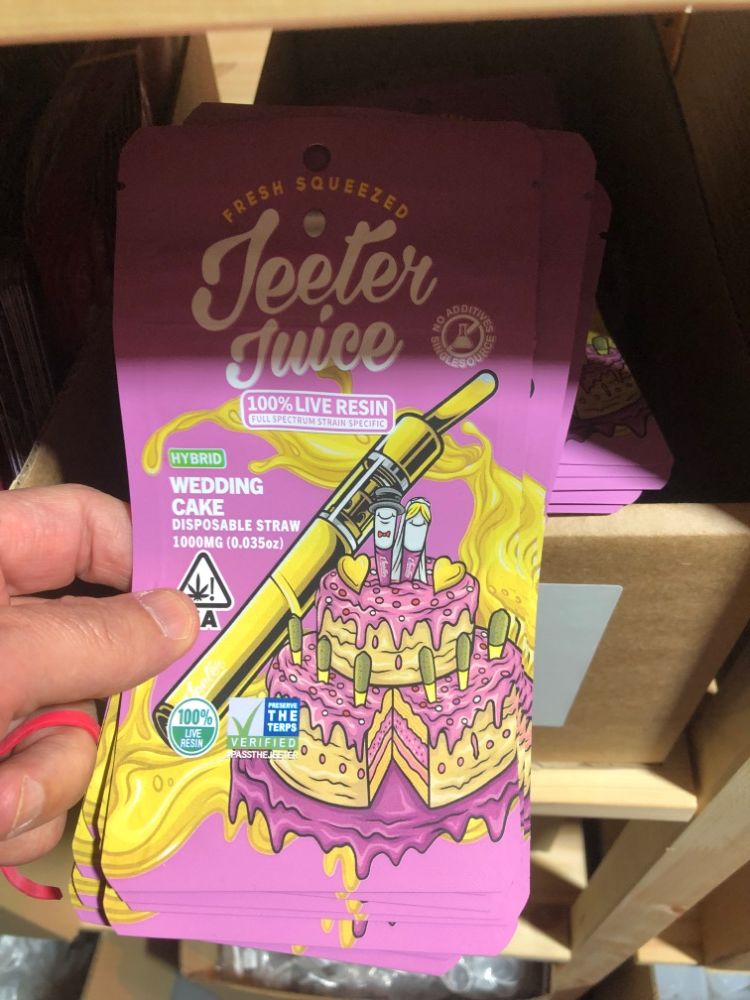 FRESH SQUEEZED
Jeeter
Juice
NO ADDITIVES
SINGLE SOURCE
100% LIVE RESIN
FULL SPECTRUM STRAIN SPECIFIC
HYBRID
WEDDING
CAKE
DISPOSABLE STRAW
1000MG (0.035oz)
!
A
Jeeter
100%
LIVE
RESIN
VERIFIED
PRESERVE
THE
TERPS
#PASSTHEJEETER